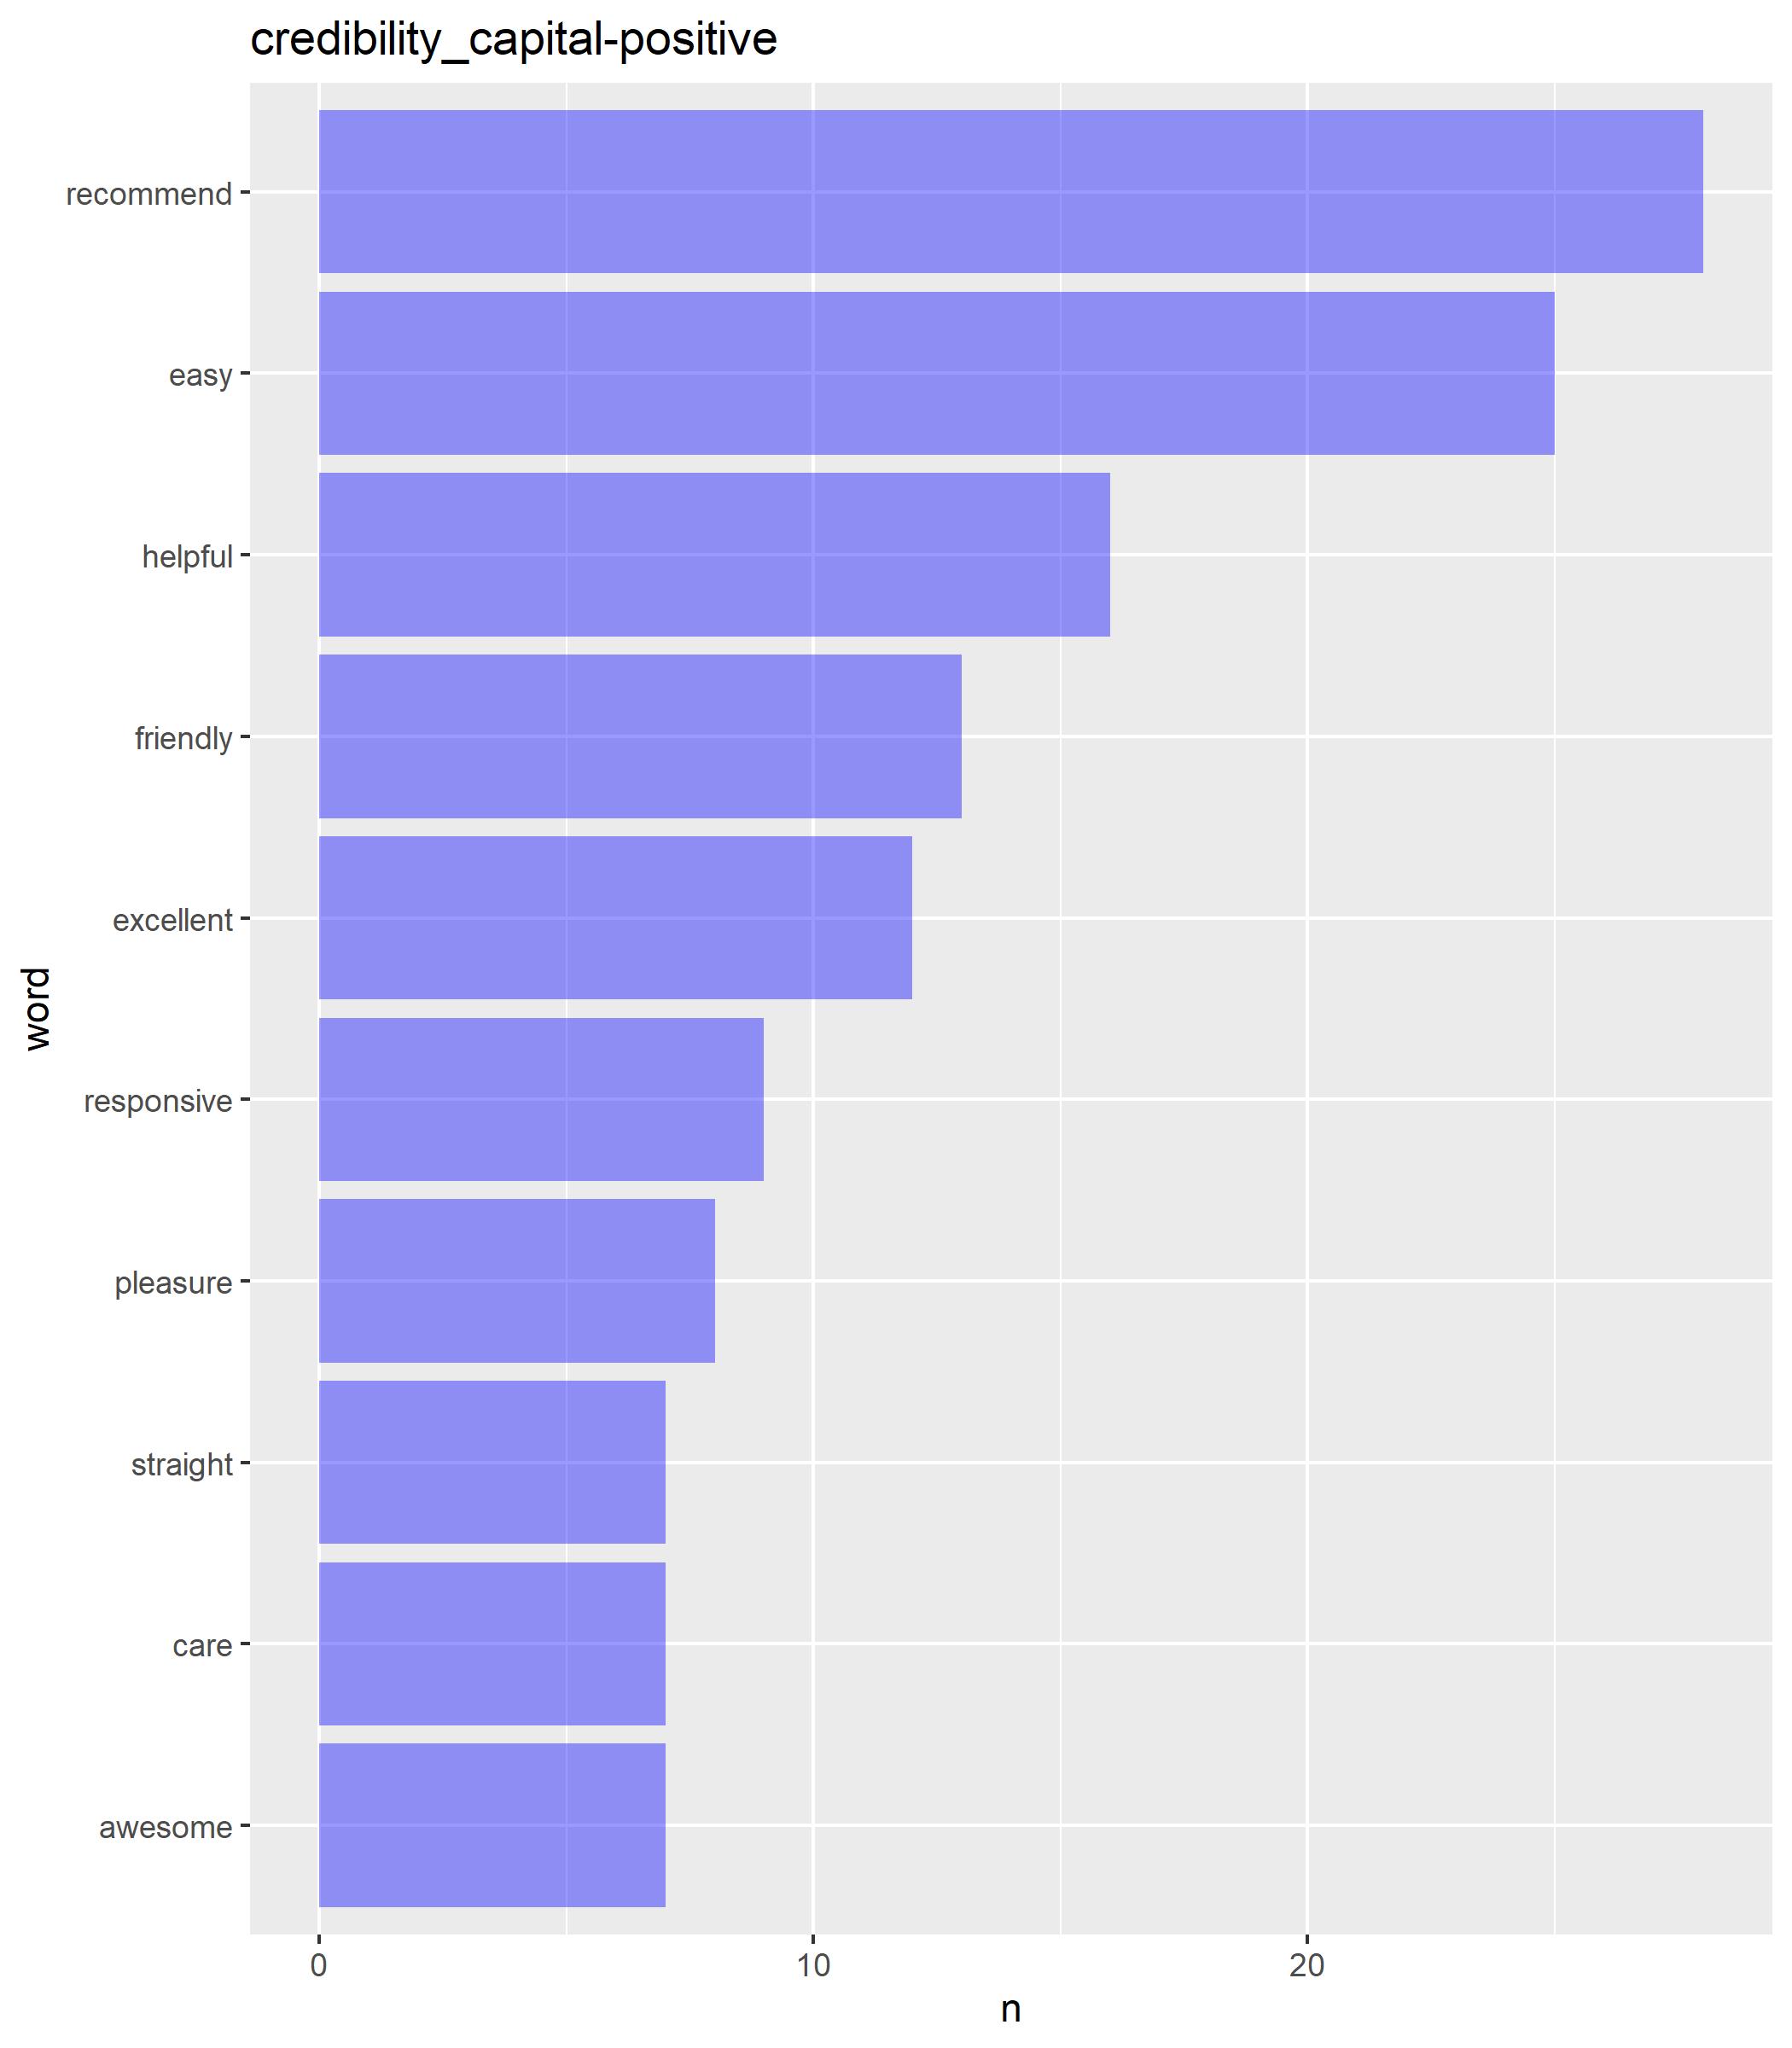 credibility_capital-positive
recommend
easy
helpful
friendly
excellent
responsive
pleasure
straight
care
awesome
word
0 10 20
n